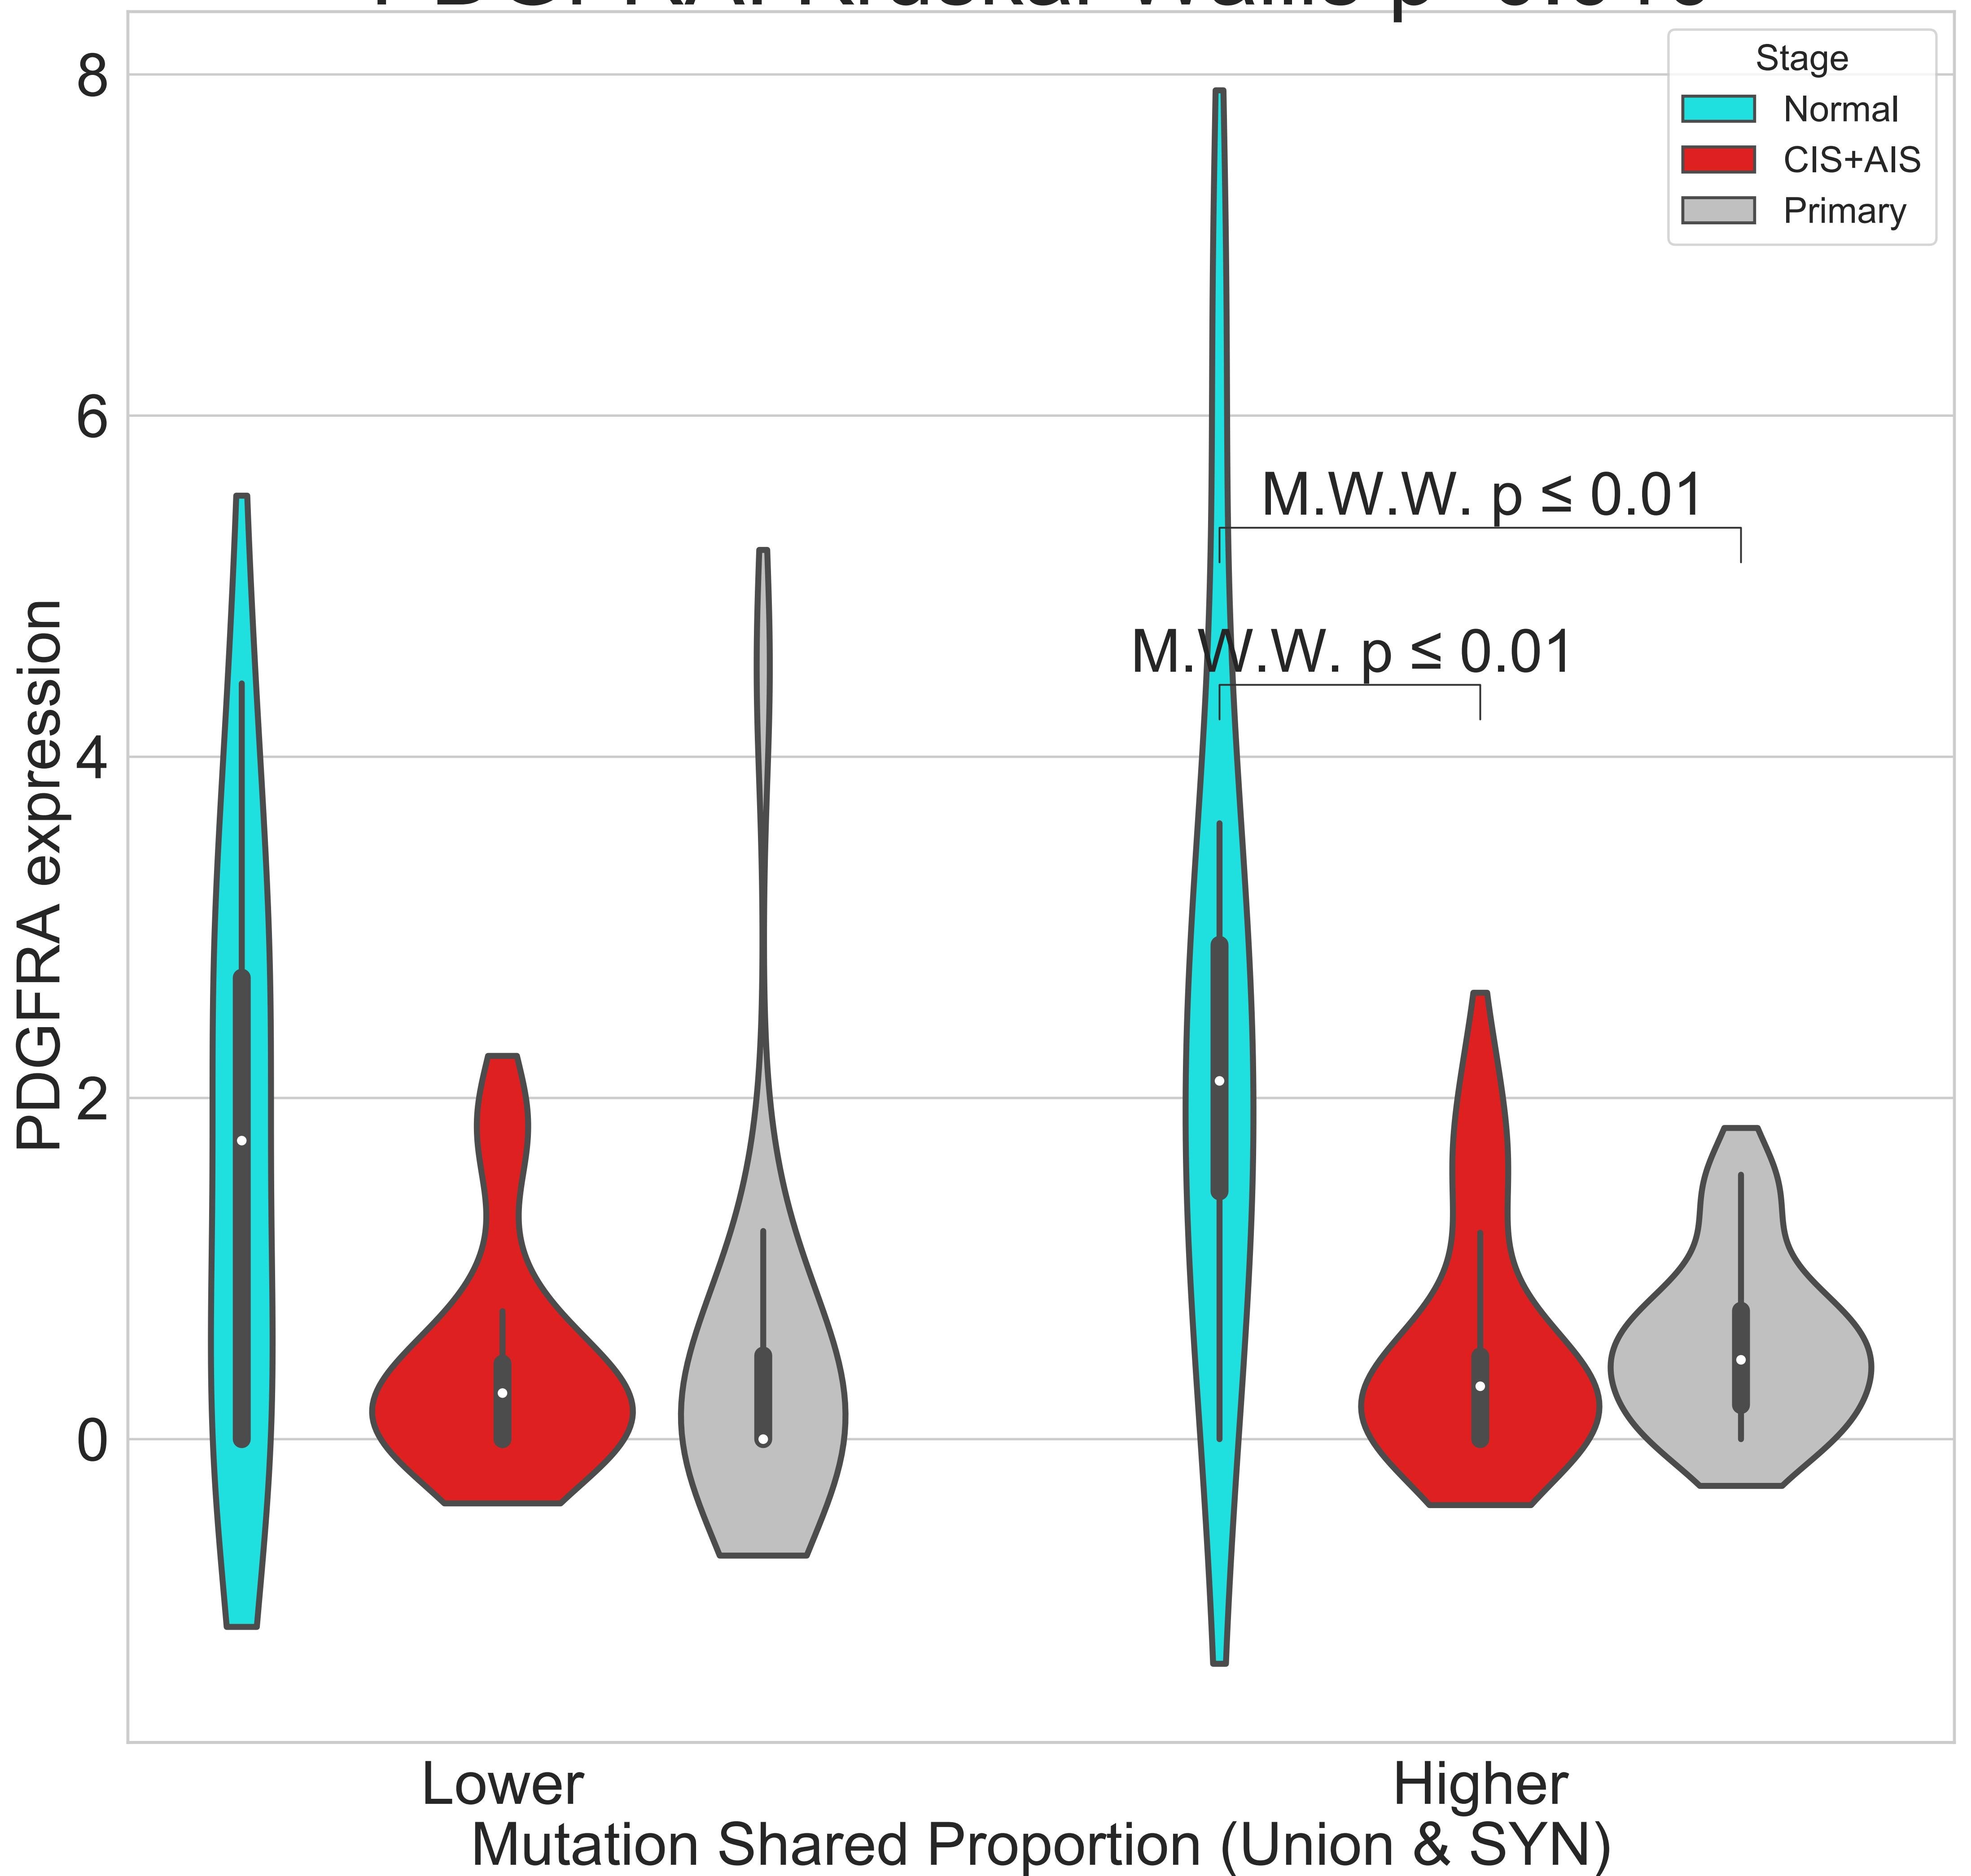 Stage
Normal
CIS+AIS
Primary
8
6
4
2
0
PDGFRA expression
M.W.W. p ≤ 0.01
M.W.W. p ≤ 0.01
Lower
Higher
Mutation Shared Proportion (Union & SYN)